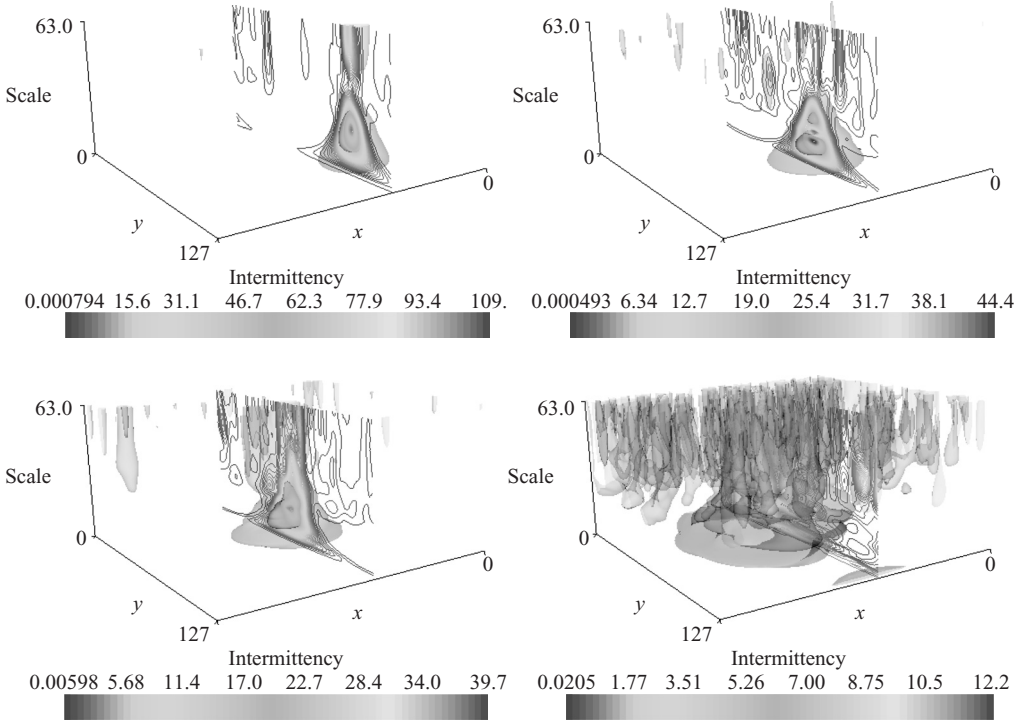 63.0
Scale
0
y
127
x
0
Intermittency
0.000794 15.6 31.1 46.7 62.3 77.9 93.4 109.
63.0
Scale
0
y
127
x
0
Intermittency
0.000493 6.34 12.7 19.0 25.4 31.7 38.1 44.4
63.0
Scale
0
y
127
x
0
Intermittency
0.00598 5.68 11.4 17.0 22.7 28.4 34.0 39.7
63.0
Scale
0
y
127
x
0
Intermittency
0.0205 1.77 3.51 5.26 7.00 8.75 10.5 12.2